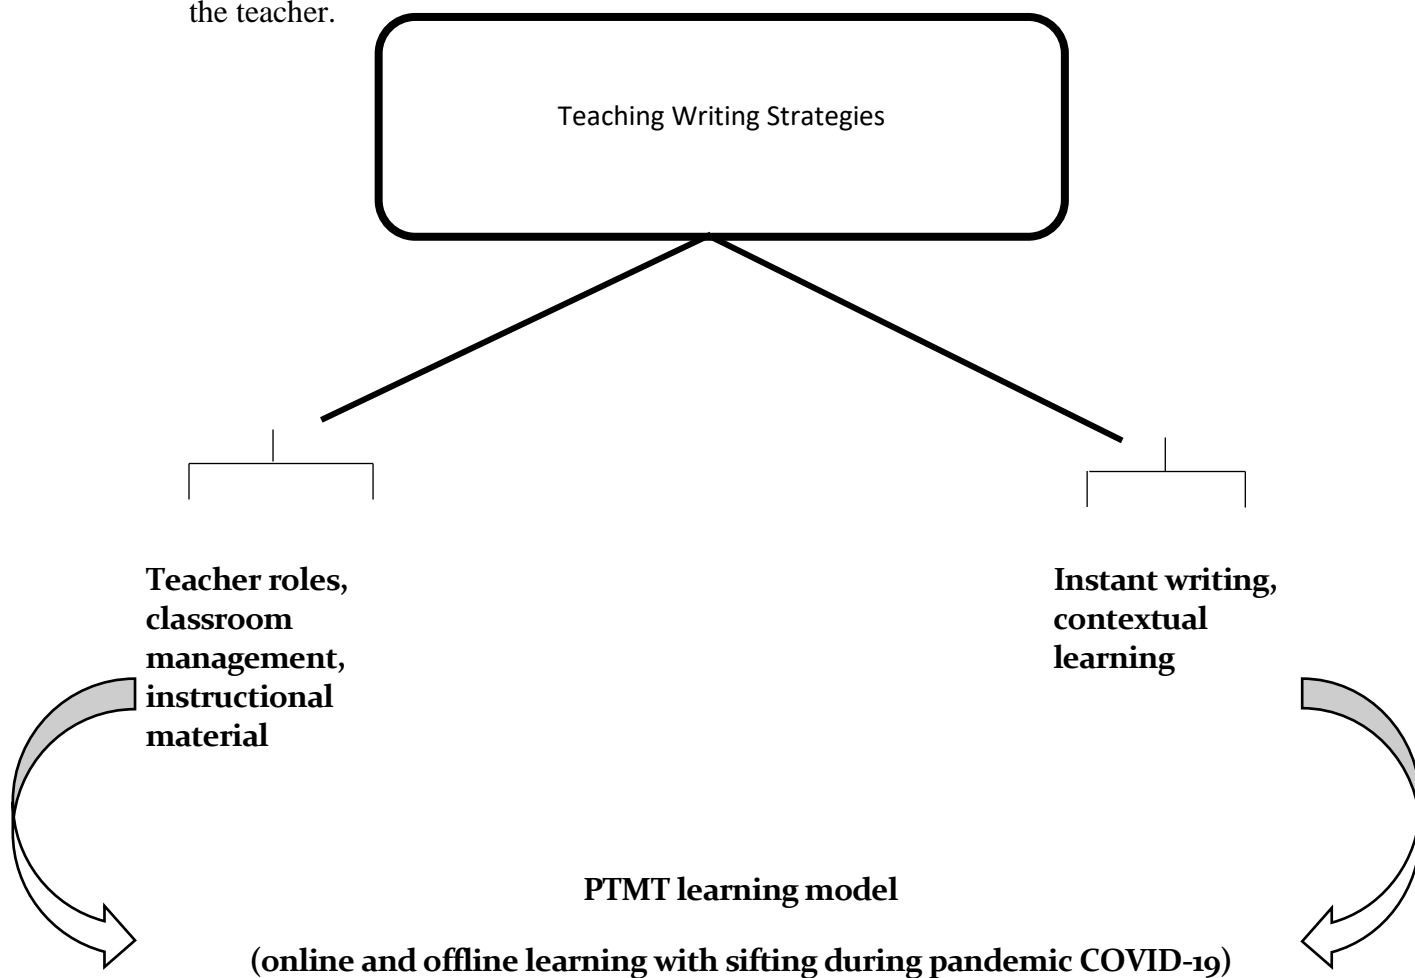 the teacher.
Teaching Writing Strategies
Teacher roles,
classroom
management,
instructional
material
Instant writing,
contextual
learning
PTMT learning model
(online and offline learning with sifting during pandemic COVID-19)